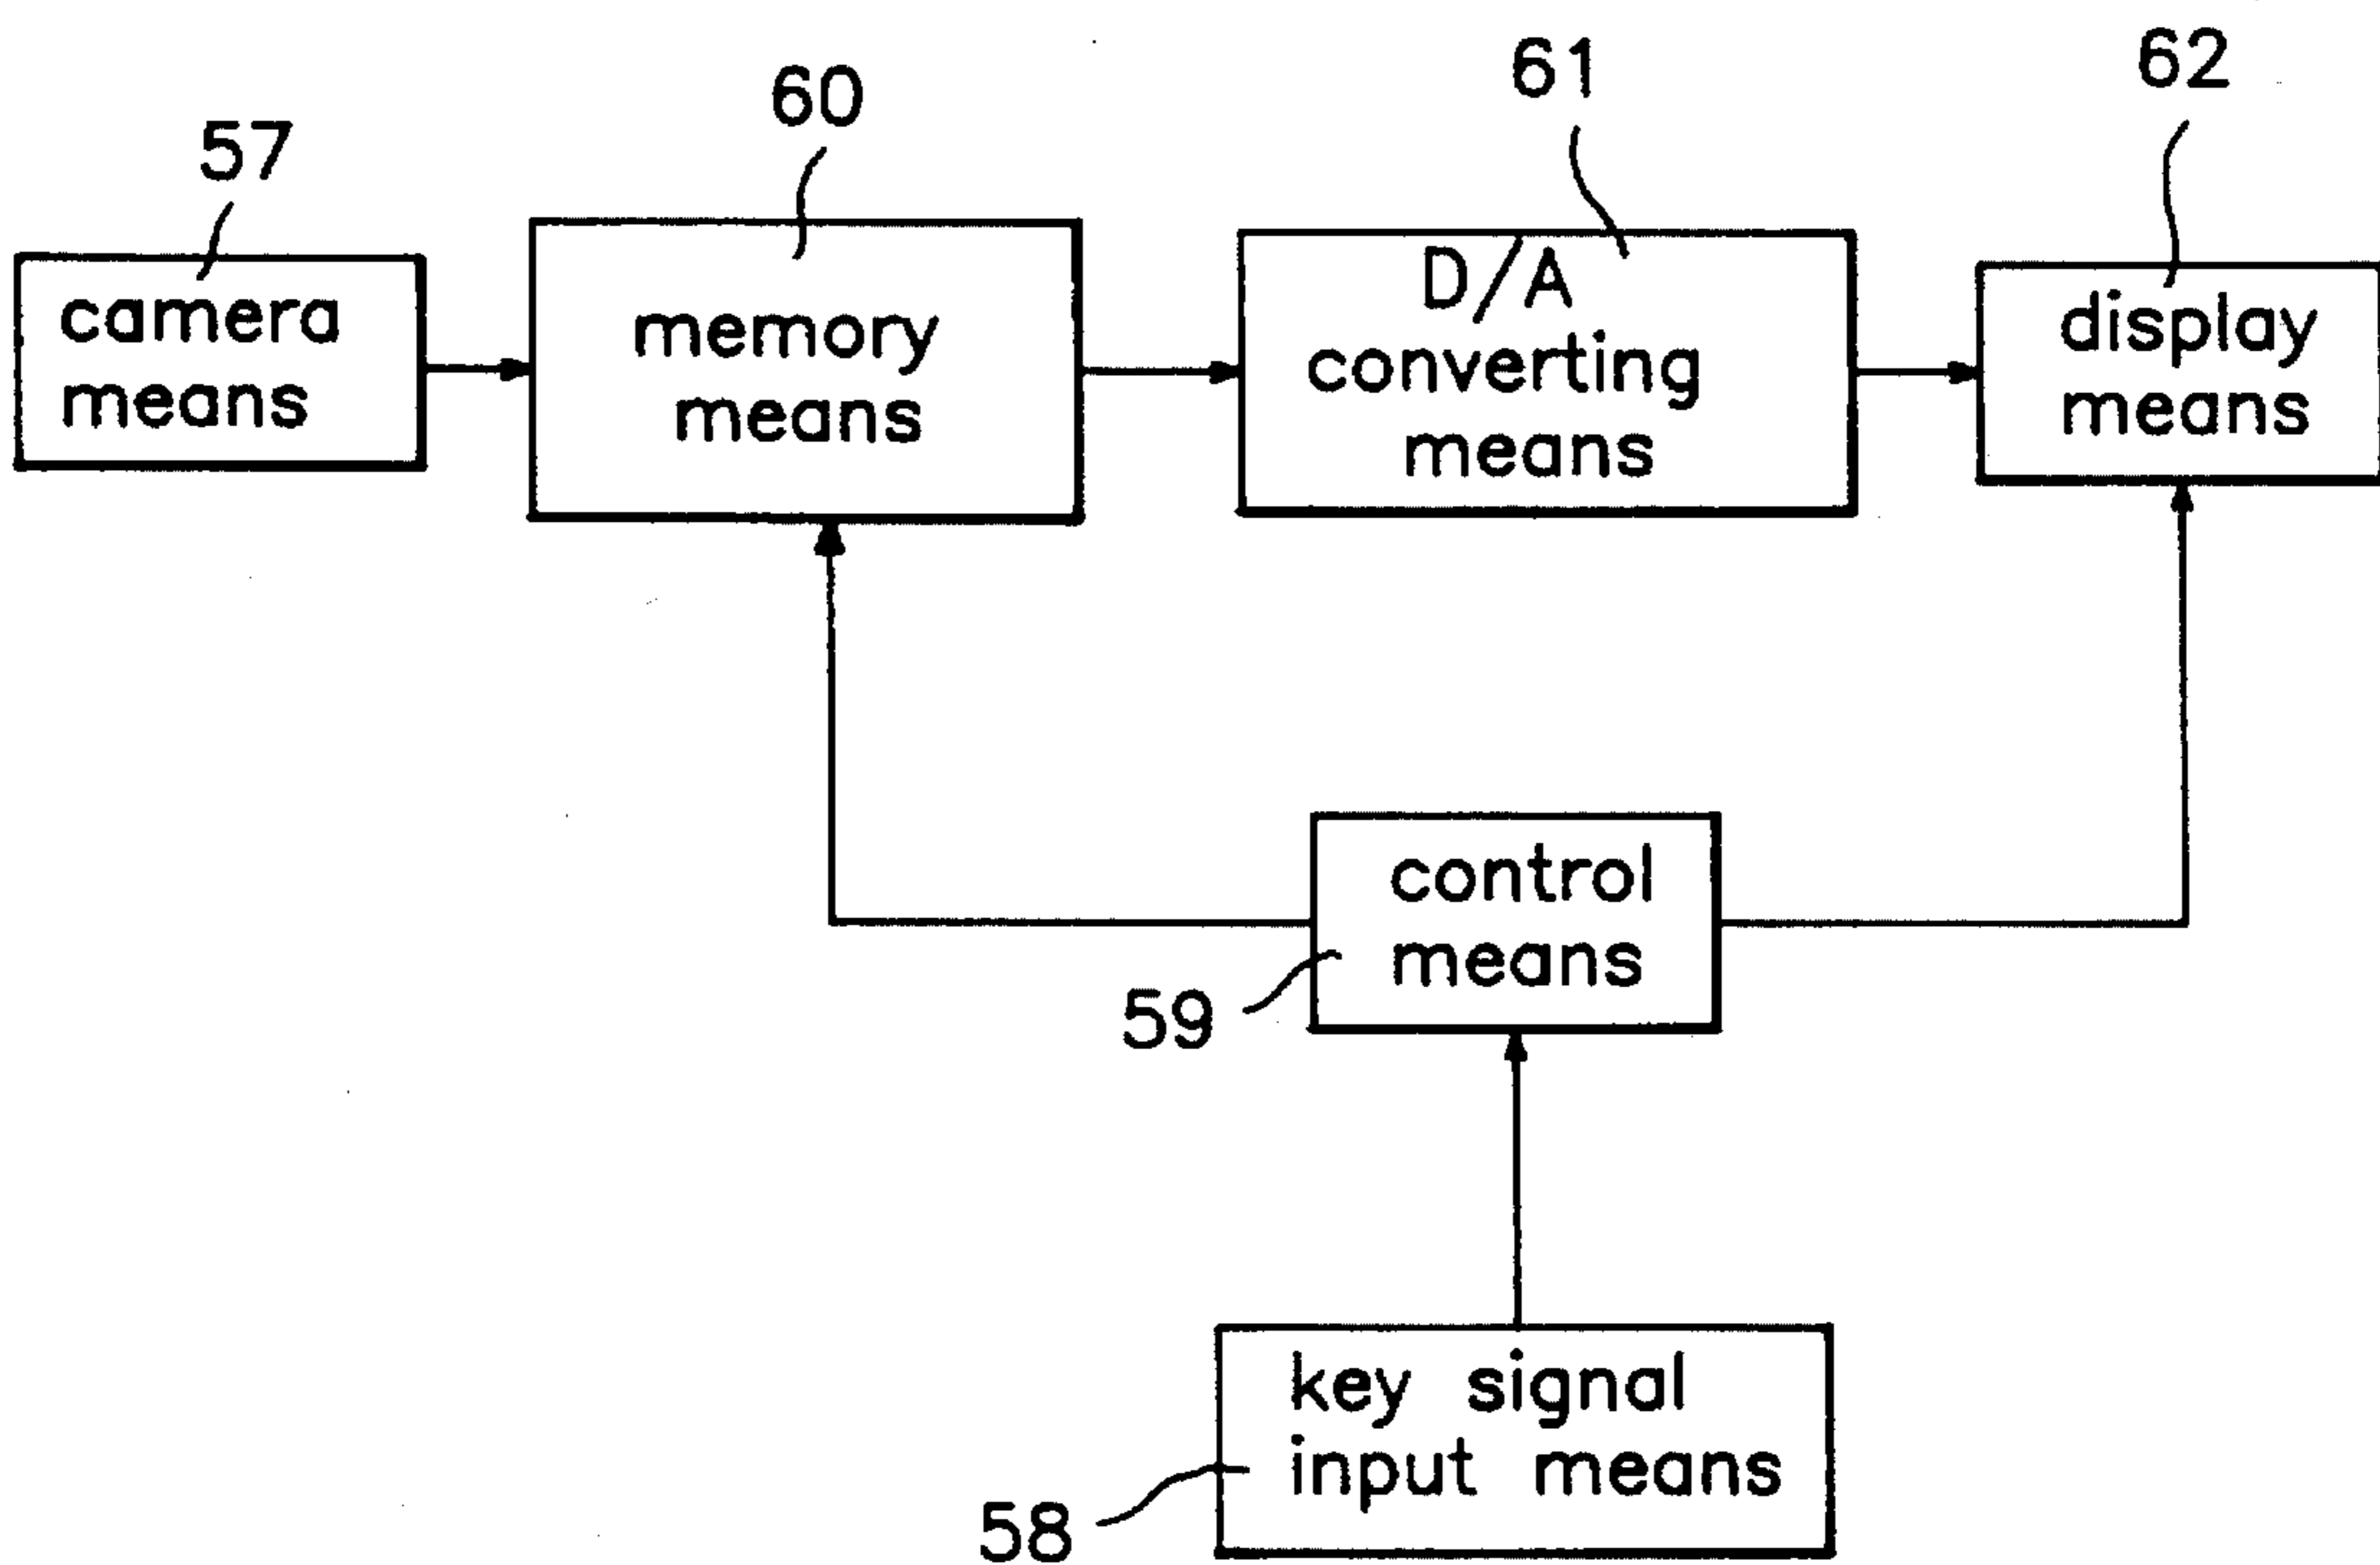 57
60
61
62
camera
means
memory
means
D/A
converting
means
display
means
control
means
59
key signal
input means
58